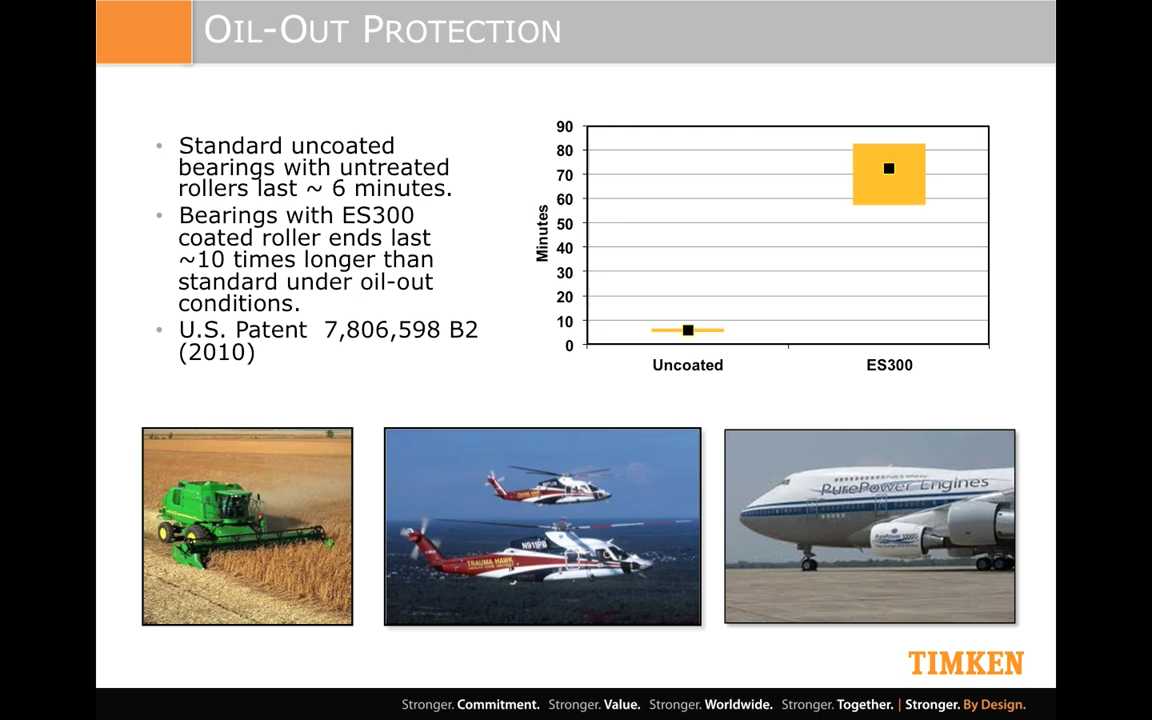 OIL-OUT PROTECTION
• Standard uncoated
bearings with untreated
rollers last ~ 6 minutes.
• Bearings with ES300
coated roller ends last
~10 times longer than
standard under oil-out
conditions.
• U.S. Patent  7,806,598 B2
(2010)
Minutes
90
80
70
60
50
40
30
20
10
0
Uncoated
ES300
N911PB
TRAUMA HAWK
PurePower Engines
PurePower
TIMKEN
Stronger. Commitment. Stronger. Value. Stronger. Worldwide. Stronger. Together. | Stronger. By Design.